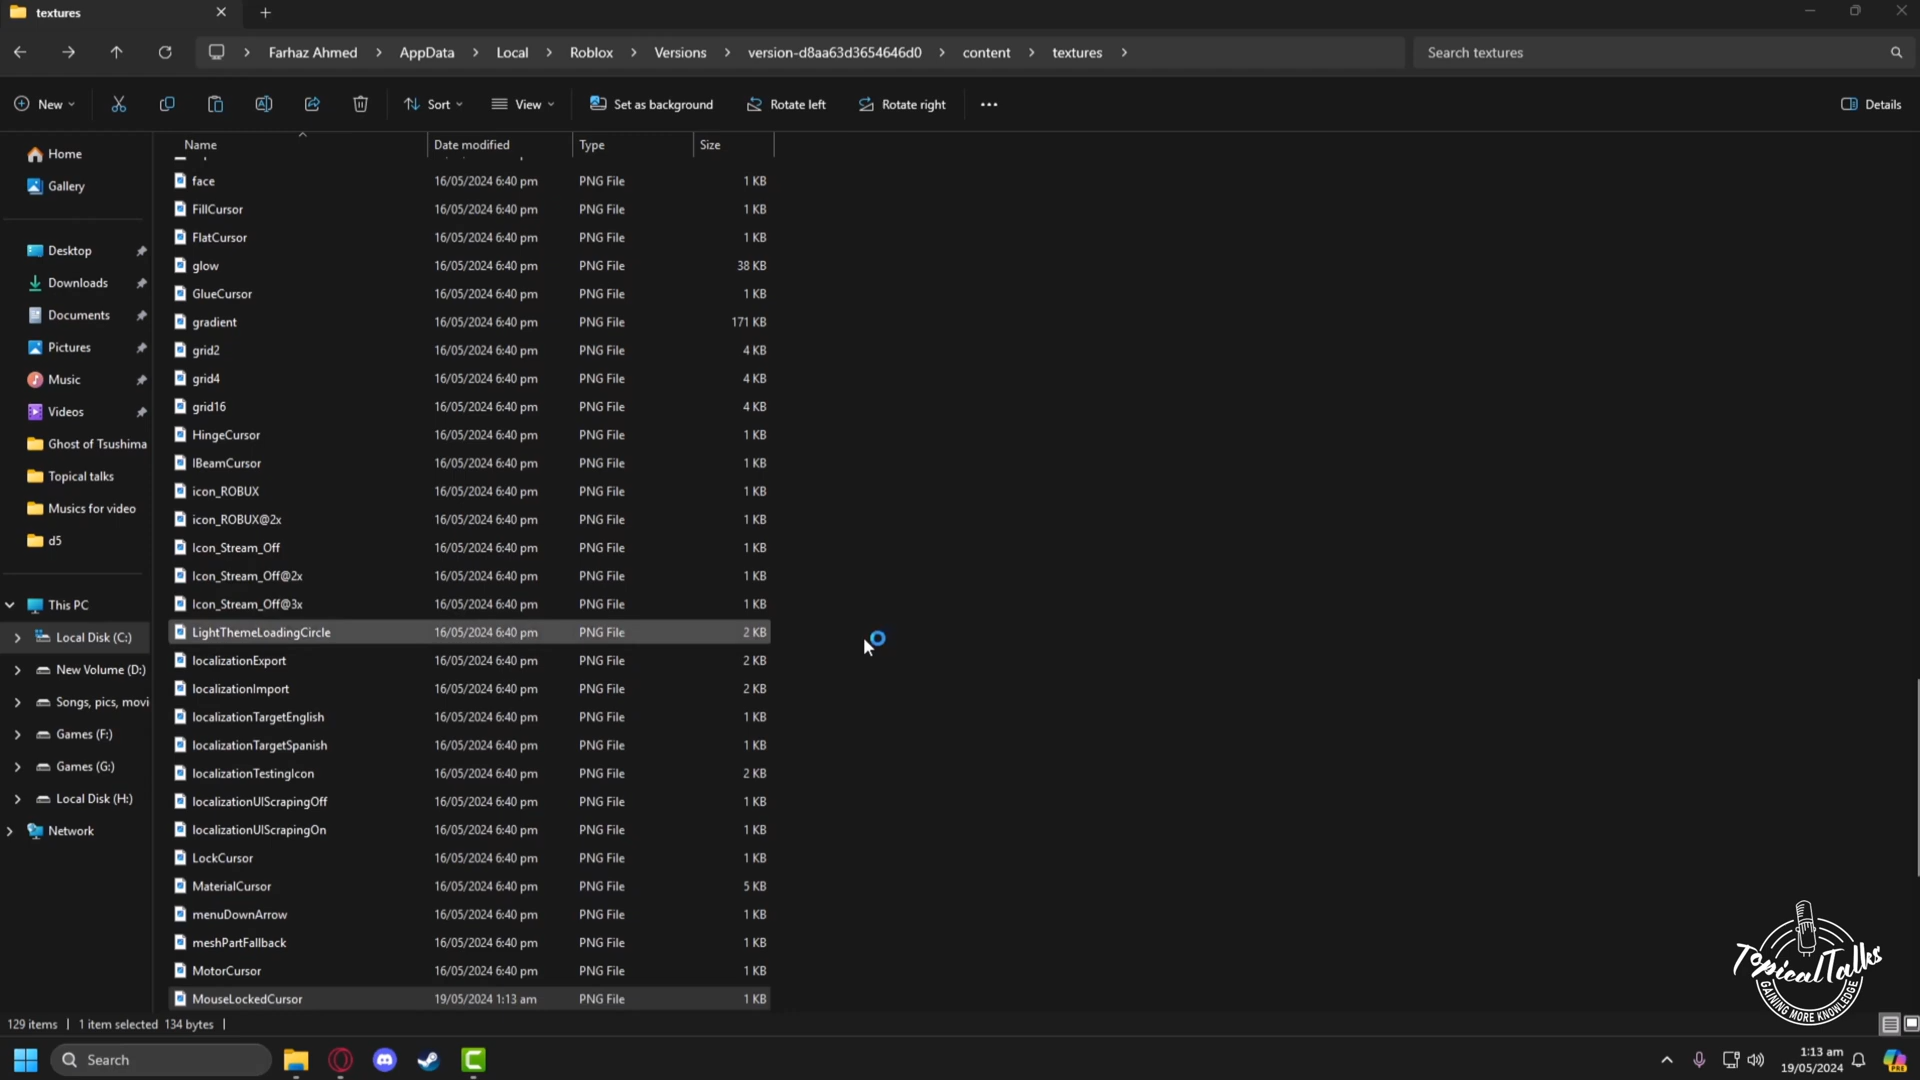 textures
Farhaz Ahmed > AppData > Local > Roblox > Versions > version-d8aa63d3654646d0 > content > textures >
Search textures
New
Sort
View
Set as background
Rotate left
Rotate right
Details
Name Date modified Type Size
face 16/05/2024 6:40 pm PNG File 1 KB
FillCursor 16/05/2024 6:40 pm PNG File 1 KB
FlatCursor 16/05/2024 6:40 pm PNG File 1 KB
glow 16/05/2024 6:40 pm PNG File 38 KB
GlueCursor 16/05/2024 6:40 pm PNG File 1 KB
gradient 16/05/2024 6:40 pm PNG File 171 KB
grid2 16/05/2024 6:40 pm PNG File 4 KB
grid4 16/05/2024 6:40 pm PNG File 4 KB
grid16 16/05/2024 6:40 pm PNG File 4 KB
HingeCursor 16/05/2024 6:40 pm PNG File 1 KB
IBeamCursor 16/05/2024 6:40 pm PNG File 1 KB
icon_ROBUX 16/05/2024 6:40 pm PNG File 1 KB
icon_ROBUX@2x 16/05/2024 6:40 pm PNG File 1 KB
Icon_Stream_Off 16/05/2024 6:40 pm PNG File 1 KB
Icon_Stream_Off@2x 16/05/2024 6:40 pm PNG File 1 KB
Icon_Stream_Off@3x 16/05/2024 6:40 pm PNG File 1 KB
LightThemeLoadingCircle 16/05/2024 6:40 pm PNG File 2 KB
localizationExport 16/05/2024 6:40 pm PNG File 2 KB
localizationImport 16/05/2024 6:40 pm PNG File 2 KB
localizationTargetEnglish 16/05/2024 6:40 pm PNG File 1 KB
localizationTargetSpanish 16/05/2024 6:40 pm PNG File 1 KB
localizationTestingIcon 16/05/2024 6:40 pm PNG File 2 KB
localizationUIScrapingOff 16/05/2024 6:40 pm PNG File 1 KB
localizationUIScrapingOn 16/05/2024 6:40 pm PNG File 1 KB
LockCursor 16/05/2024 6:40 pm PNG File 1 KB
MaterialCursor 16/05/2024 6:40 pm PNG File 5 KB
menuDownArrow 16/05/2024 6:40 pm PNG File 1 KB
meshPartFallback 16/05/2024 6:40 pm PNG File 1 KB
MotorCursor 16/05/2024 6:40 pm PNG File 1 KB
MouseLockedCursor 19/05/2024 1:13 am PNG File 1 KB
Home
Gallery
Desktop
Downloads
Documents
Pictures
Music
Videos
Ghost of Tsushima
Topical talks
Musics for video
d5
This PC
Local Disk (C:)
New Volume (D:)
Songs, pics, movi
Games (F:)
Games (G:)
Local Disk (H:)
Network
129 items | 1 item selected 134 bytes |
TopicalTalks
GAINING MORE KNOWLEDGE
Search
1:13 am
19/05/2024
PRE